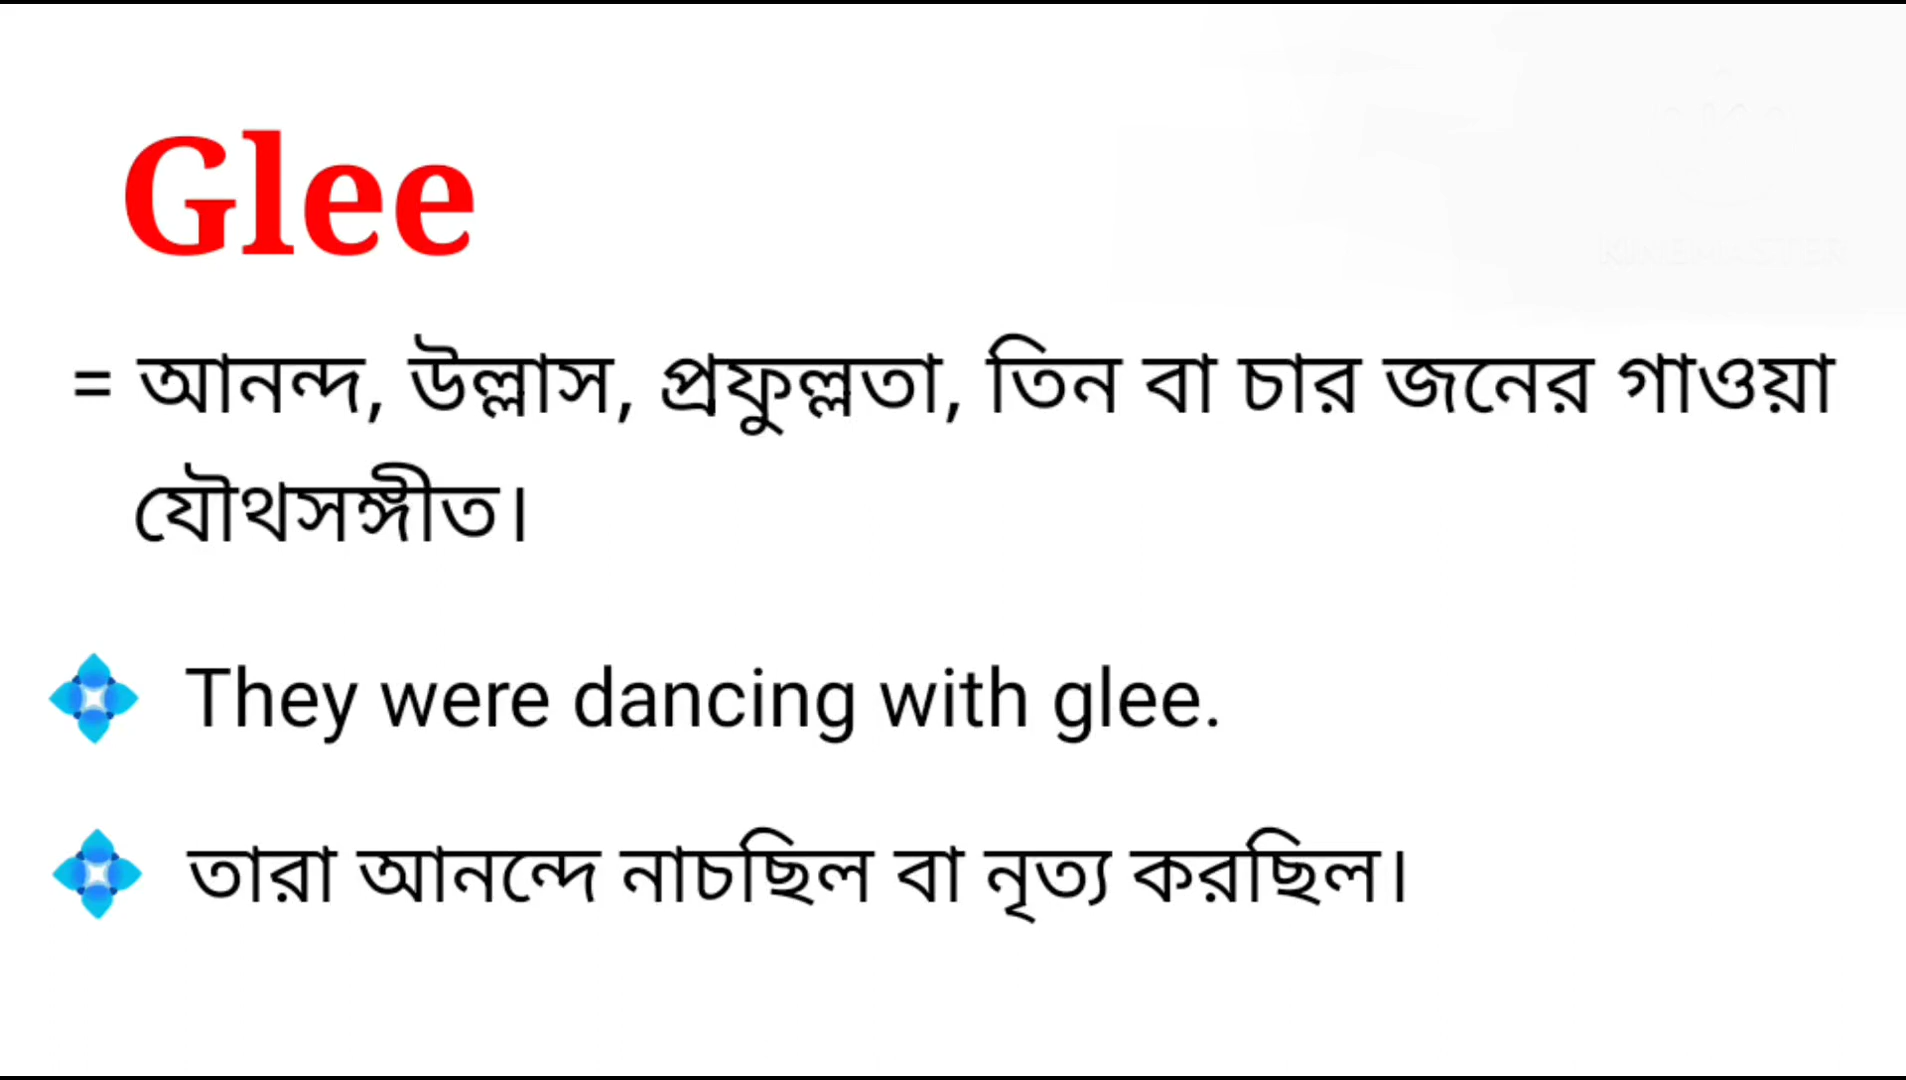 Glee
= আনন্দ, উল্লাস, প্রফুল্লতা, তিন বা চার জনের গাওয়া
যৌথসঙ্গীত।
They were dancing with glee.
তারা আনন্দে নাচছিল বা নৃত্য করছিল।